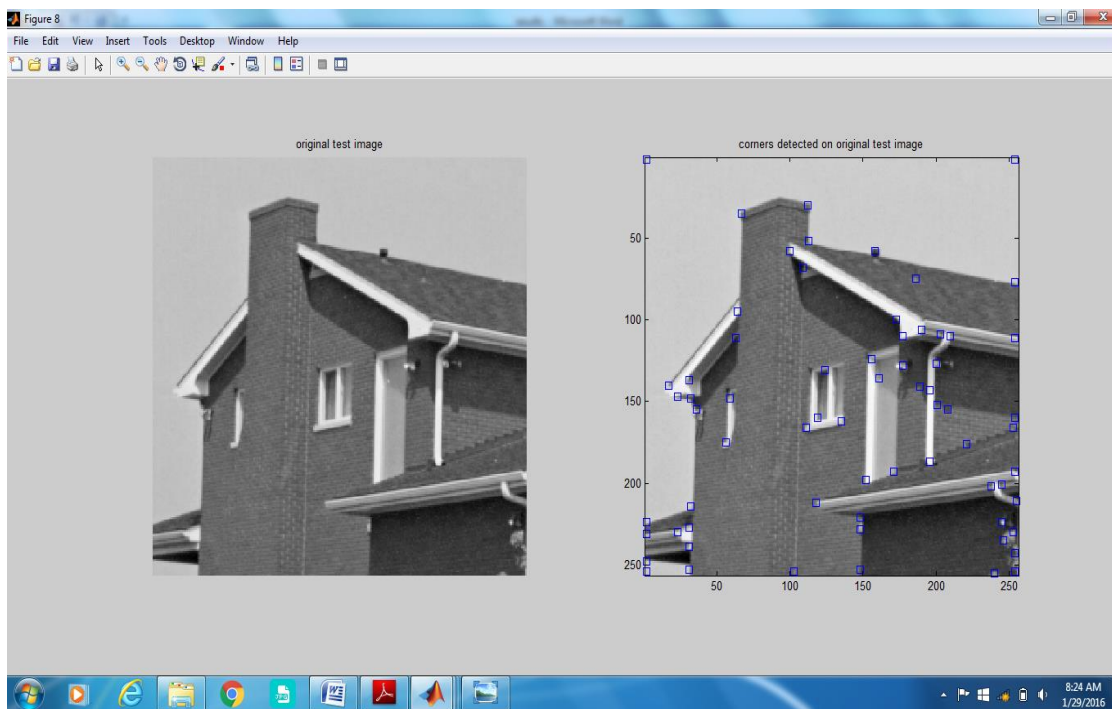 Figure 8
File Edit View Insert Tools Desktop Window Help
original test image
corners detected on original test image
50
100
150
200
250
50 100 150 200 250
8:24 AM
1/29/2016